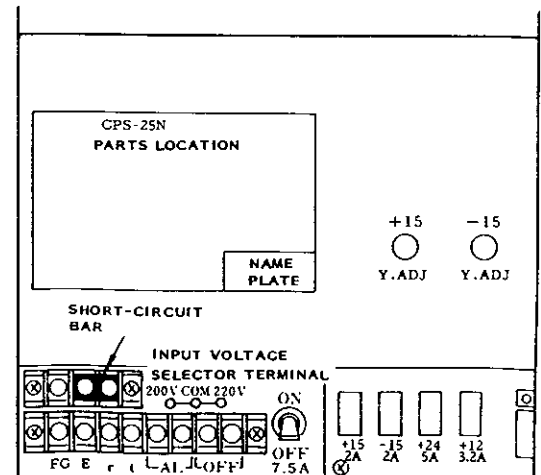 CPS-25N
PARTS LOCATION
+15 -15
Y.ADJ Y.ADJ
NAME
PLATE
SHORT-CIRCUIT
BAR
INPUT VOLTAGE
SELECTOR TERMINAL
200V COM 220V
ON
OFF
7.5A
FG E r t AL OFF
+15 -15 +24 +12
2A 2A 5A 3.2A